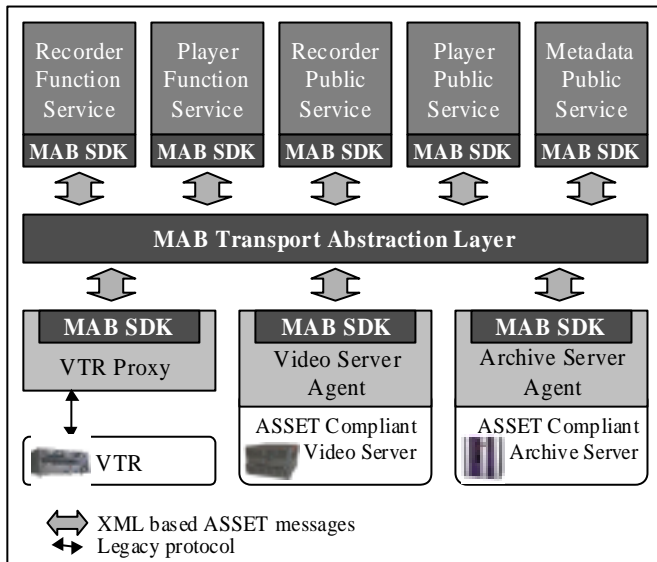 Recorder
Function
Service
MAB SDK
Player
Function
Service
MAB SDK
Recorder
Public
Service
MAB SDK
Player
Public
Service
MAB SDK
Metadata
Public
Service
MAB SDK
MAB Transport Abstraction Layer
MAB SDK
VTR Proxy
VTR
MAB SDK
Video Server
Agent
ASSET Compliant
Video Server
MAB SDK
Archive Server
Agent
ASSET Compliant
Archive Server
XML based ASSET messages
Legacy protocol